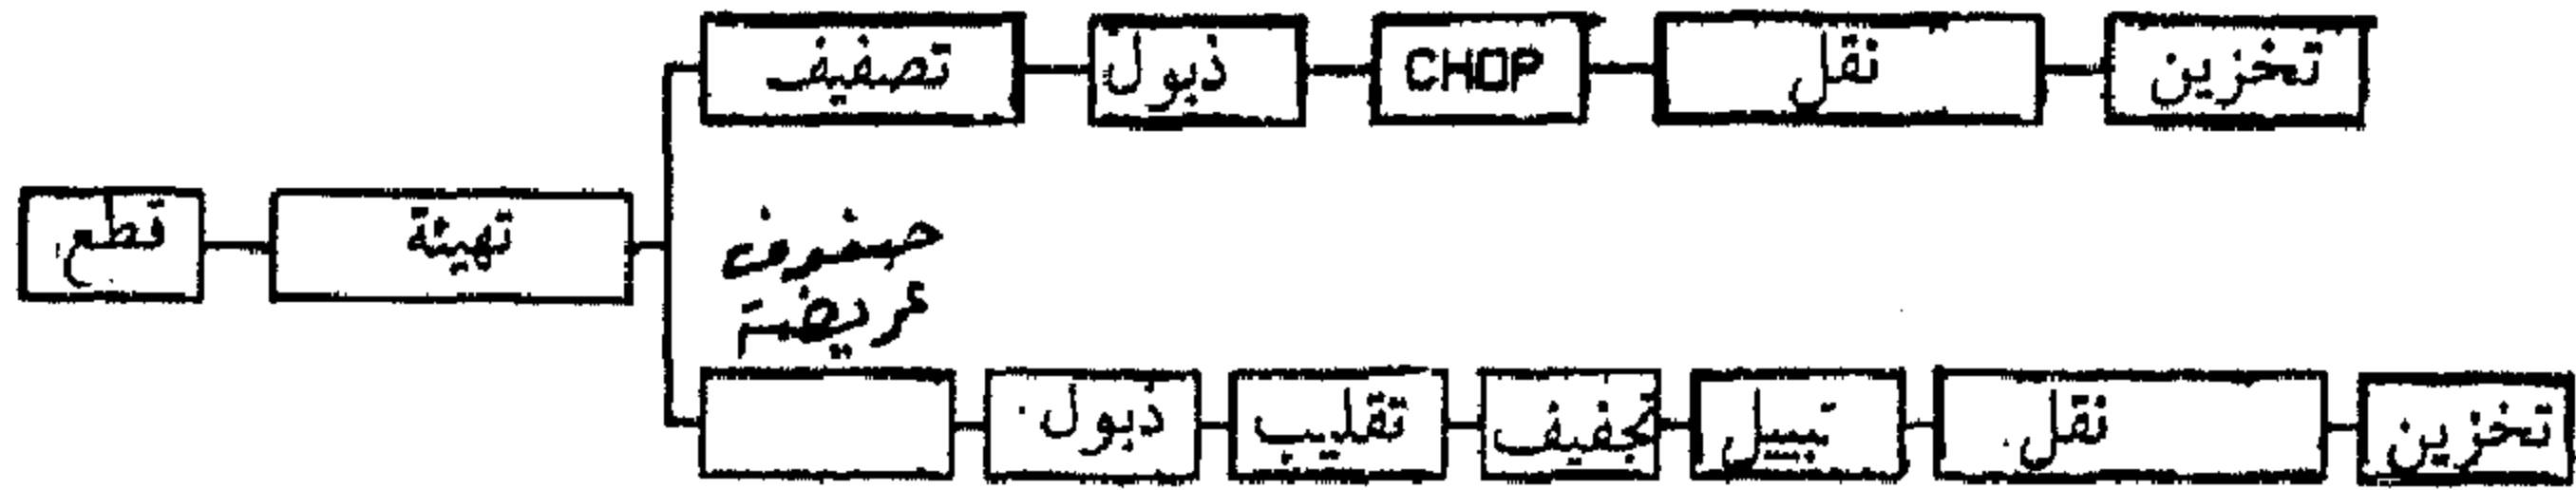 تصفيف
ذبول
CHOP
نقل
تخزين
قطع
تهيئة
صفوف
عريضة
ذبول
تقليب
تجفيف
تبييل
نقل
تخزين